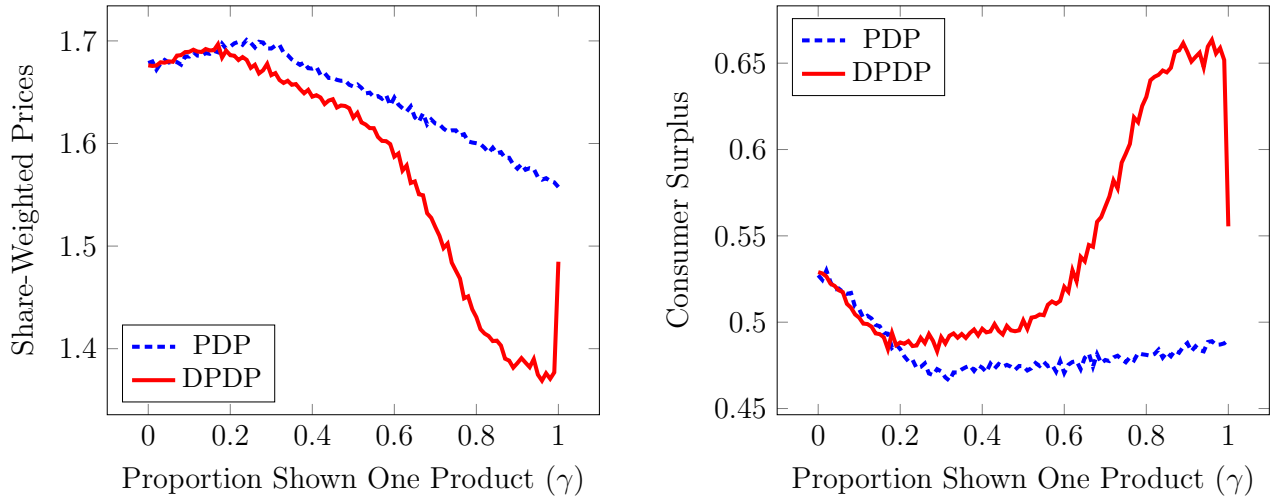 Share-Weighted Prices
1.7
1.6
1.5
1.4
PDP
DPDP
0
0.2
0.4
0.6
0.8
1
Proportion Shown One Product (γ)
Consumer Surplus
0.65
0.6
0.55
0.5
0.45
PDP
DPDP
0
0.2
0.4
0.6
0.8
1
Proportion Shown One Product (γ)